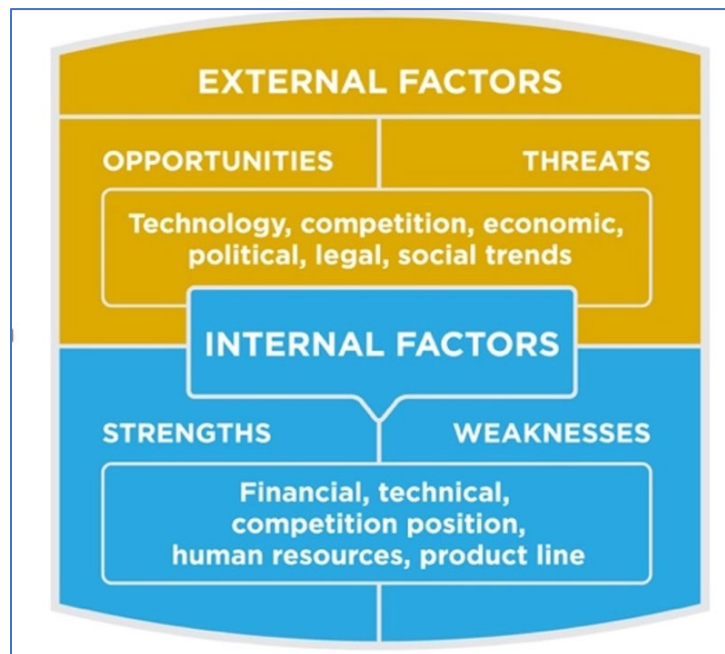 EXTERNAL FACTORS
OPPORTUNITIES
THREATS
Technology, competition, economic,
political, legal, social trends
INTERNAL FACTORS
STRENGTHS
WEAKNESSES
Financial, technical,
competition position,
human resources, product line